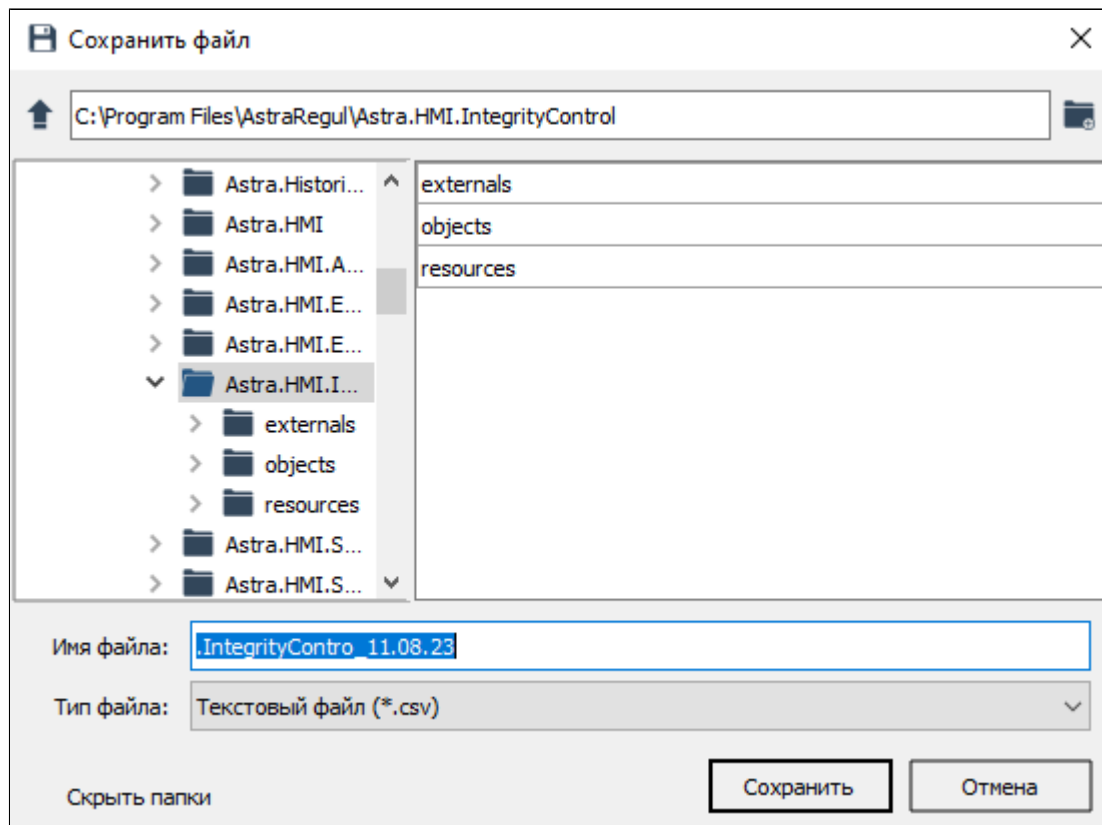 Сохранить файл
C:\Program Files\AstraRegul\Astra.HMI.IntegrityControl
Astra.Histori...
Astra.HMI
Astra.HMI.A...
Astra.HMI.E...
Astra.HMI.E...
Astra.HMI.I...
externals
objects
resources
Astra.HMI.S...
Astra.HMI.S...
externals
objects
resources
Имя файла: .IntegrityContro_11.08.23
Тип файла: Текстовый файл (*.csv)
Скрыть папки
Сохранить
Отмена